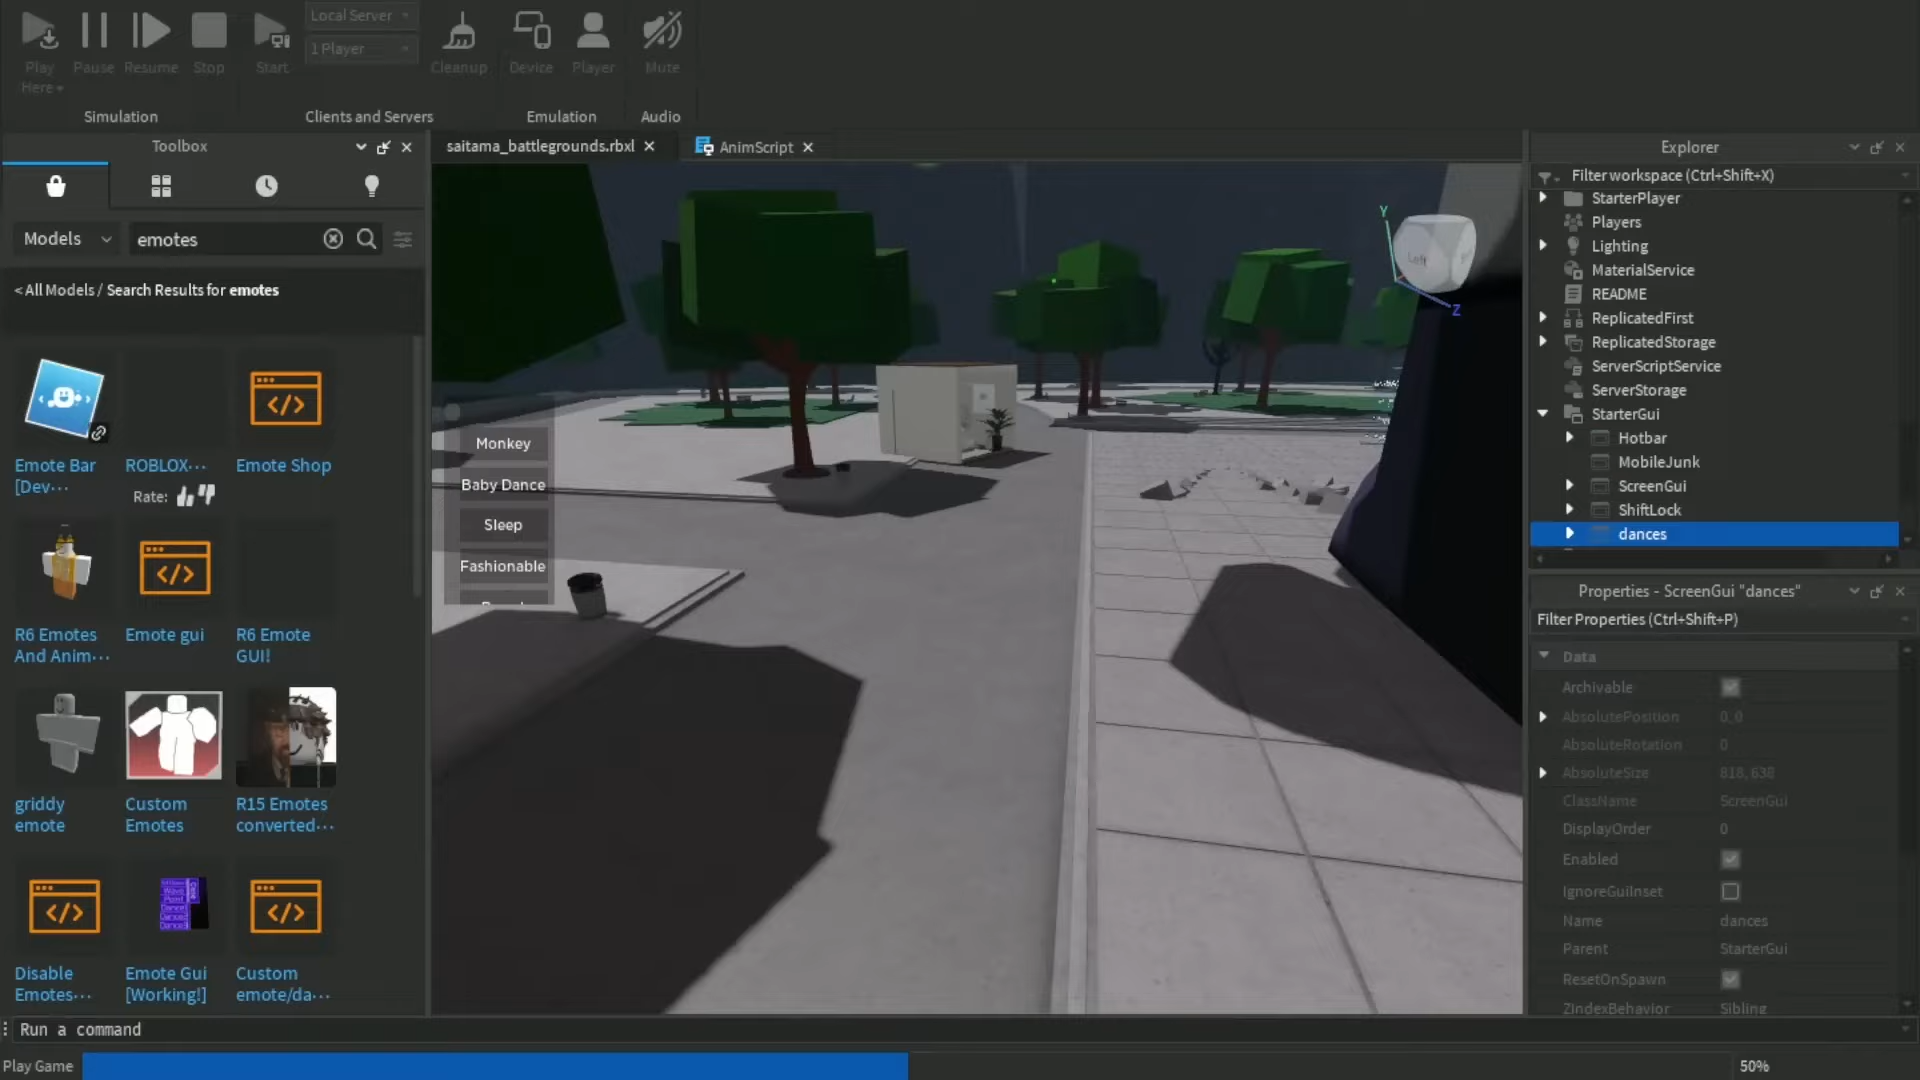 Local Server
1 Player
Play
Here
Pause
Resume
Stop
Start
Cleanup
Device
Player
Mute
Simulation
Clients and Servers
Emulation
Audio
Toolbox
saitama_battlegrounds.rbxl
AnimScript
Explorer
Filter workspace (Ctrl+Shift+X)
StarterPlayer
Players
Lighting
MaterialService
README
ReplicatedFirst
ReplicatedStorage
ServerScriptService
ServerStorage
StarterGui
Hotbar
MobileJunk
ScreenGui
ShiftLock
dances
Models
emotes
< All Models / Search Results for emotes
Emote Bar
[Dev···
ROBLOX···
Rate:
Emote Shop
R6 Emotes
And Anim···
Emote gui
R6 Emote
GUI!
griddy
emote
Custom
Emotes
R15 Emotes
converted···
Disable
Emotes···
Emote Gui
[Working!]
Custom
emote/da···
Y
Left
Z
Monkey
Baby Dance
Sleep
Fashionable
Properties - ScreenGui "dances"
Filter Properties (Ctrl+Shift+P)
Data
Archivable
AbsolutePosition 0, 0
AbsoluteRotation 0
AbsoluteSize 818, 638
ClassName ScreenGui
DisplayOrder 0
Enabled
IgnoreGuiInset
Name dances
Parent StarterGui
ResetOnSpawn
ZIndexBehavior Sibling
Run a command
Play Game
50%